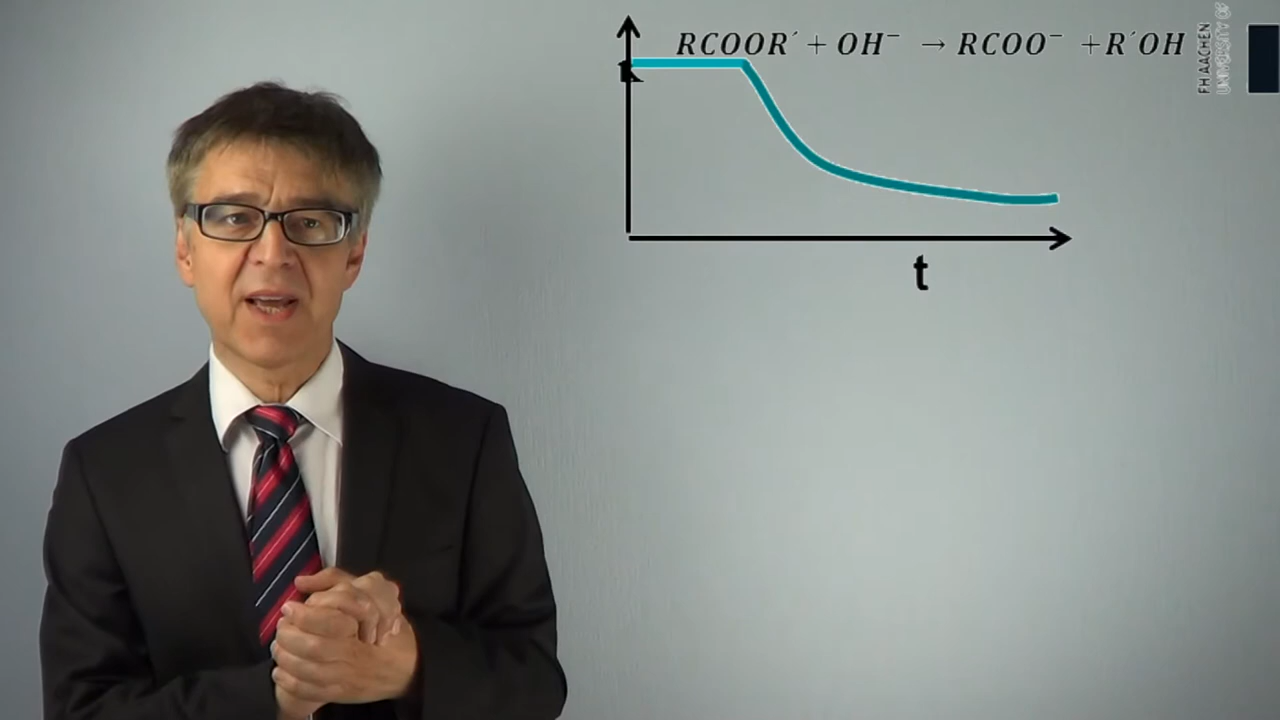 RCOOR´ + OH⁻ → RCOO⁻ + R´OH
κ
t
FH AACHEN
UNIVERSITY OF